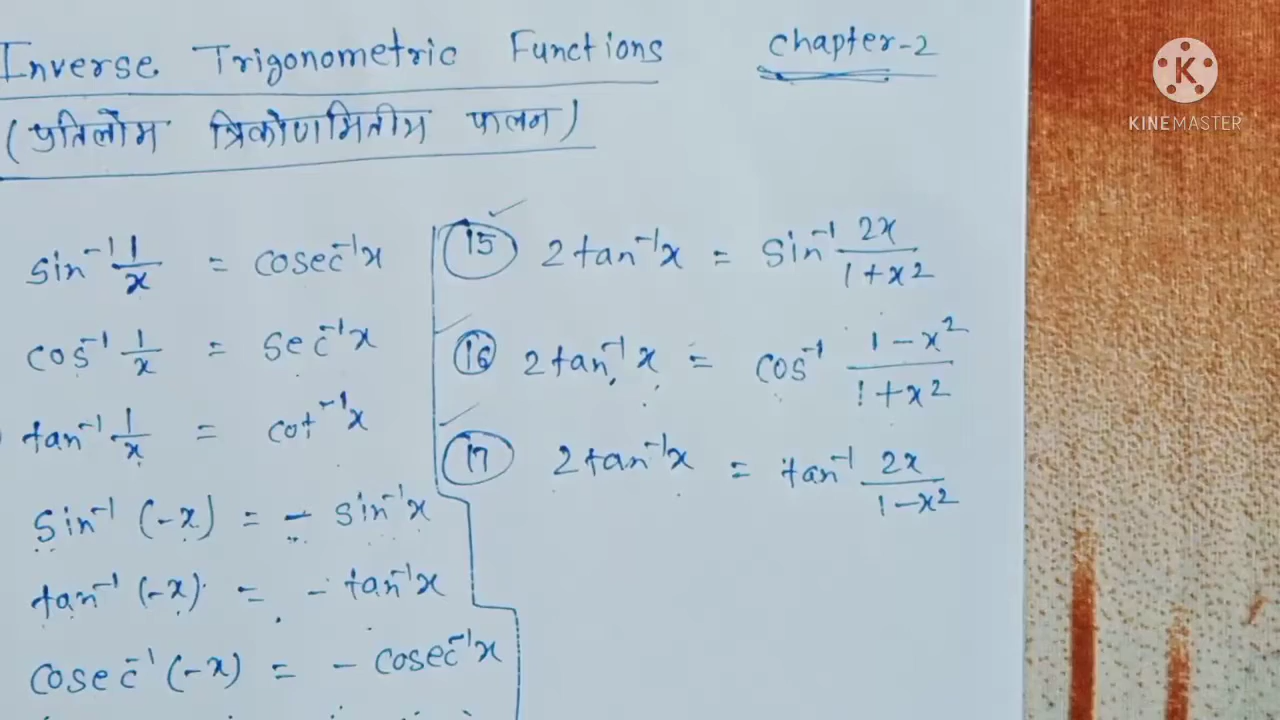 Inverse Trigonometric Functions Chapter-2
(प्रतिलोम त्रिकोणमितीय फलन)
sin⁻¹ 1/x = cosec⁻¹x
cos⁻¹ 1/x = sec⁻¹x
tan⁻¹ 1/x = cot⁻¹x
sin⁻¹ (-x) = - sin⁻¹x
tan⁻¹ (-x) = - tan⁻¹x
cosec⁻¹ (-x) = - cosec⁻¹x
15 2tan⁻¹x = sin⁻¹ 2x/1+x²
16 2tan⁻¹x = cos⁻¹ 1-x²/1+x²
17 2tan⁻¹x = tan⁻¹ 2x/1-x²
KINEMASTER